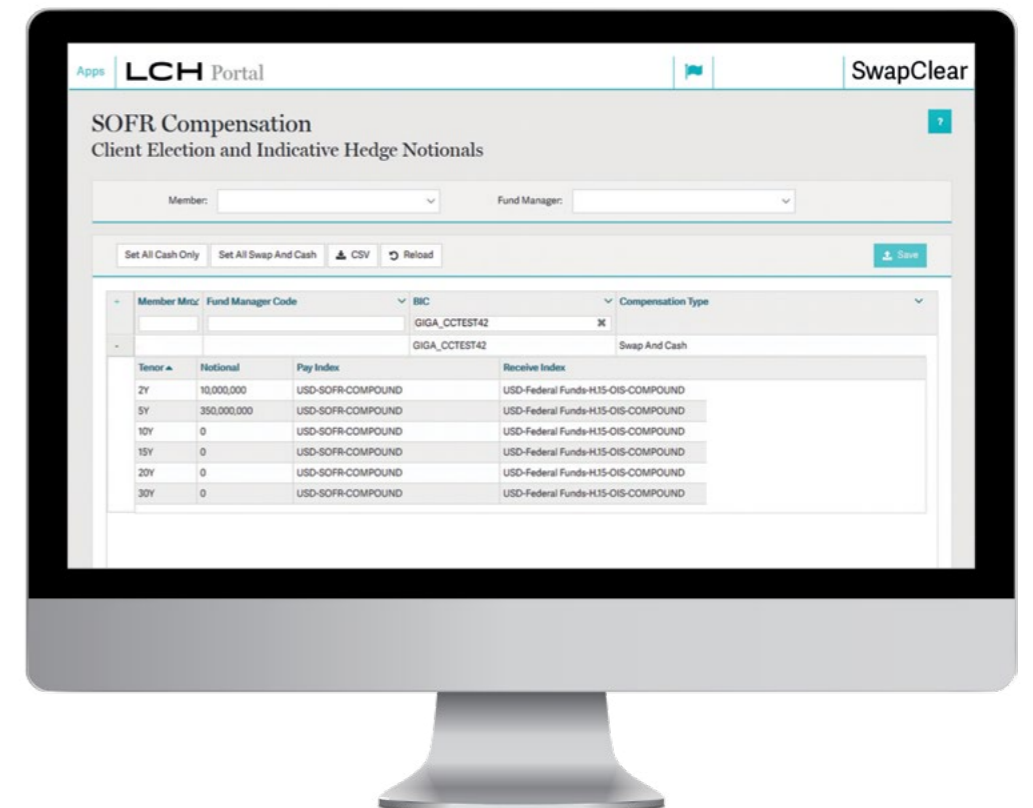 Apps LCH Portal SwapClear
SOFR Compensation ?
Client Election and Indicative Hedge Notionals
Member: Fund Manager:
Set All Cash Only Set All Swap And Cash CSV Reload Save
Member Fund Manager Code BIC Compensation Type
GIGA_CCTEST42
GIGA_CCTEST42 Swap And Cash
Tenor Notional Pay Index Receive Index
2Y 10,000,000 USD-SOFR-COMPOUND USD-Federal Funds-H.15-OIS-COMPOUND
5Y 350,000,000 USD-SOFR-COMPOUND USD-Federal Funds-H.15-OIS-COMPOUND
10Y 0 USD-SOFR-COMPOUND USD-Federal Funds-H.15-OIS-COMPOUND
15Y 0 USD-SOFR-COMPOUND USD-Federal Funds-H.15-OIS-COMPOUND
20Y 0 USD-SOFR-COMPOUND USD-Federal Funds-H.15-OIS-COMPOUND
30Y 0 USD-SOFR-COMPOUND USD-Federal Funds-H.15-OIS-COMPOUND